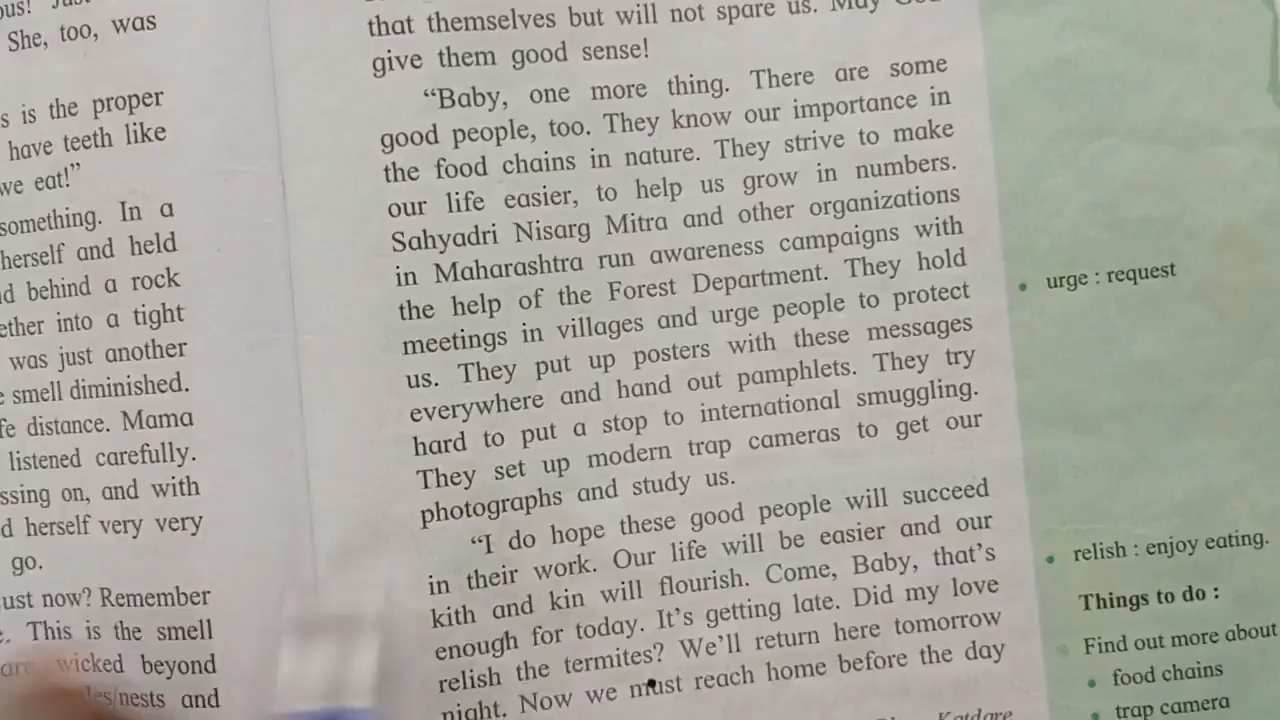 She, too, was
s is the proper
have teeth like
we eat!”
something. In a
herself and held
d behind a rock
ether into a tight
was just another
smell diminished.
fe distance. Mama
listened carefully.
ssing on, and with
d herself very very
go.
ust now? Remember
This is the smell
wicked beyond
and
that themselves but will not spare us. May
give them good sense!
“Baby, one more thing. There are some
good people, too. They know our importance in
the food chains in nature. They strive to make
our life easier, to help us grow in numbers.
Sahyadri Nisarg Mitra and other organizations
in Maharashtra run awareness campaigns with
the help of the Forest Department. They hold
meetings in villages and urge people to protect
us. They put up posters with these messages
everywhere and hand out pamphlets. They try
hard to put a stop to international smuggling.
They set up modern trap cameras to get our
photographs and study us.
“I do hope these good people will succeed
in their work. Our life will be easier and our
kith and kin will flourish. Come, Baby, that’s
enough for today. It’s getting late. Did my love
relish the termites? We’ll return here tomorrow
night. Now we must reach home before the day
Katdare
• urge : request
• relish : enjoy eating.
Things to do :
Find out more about
• food chains
• trap camera